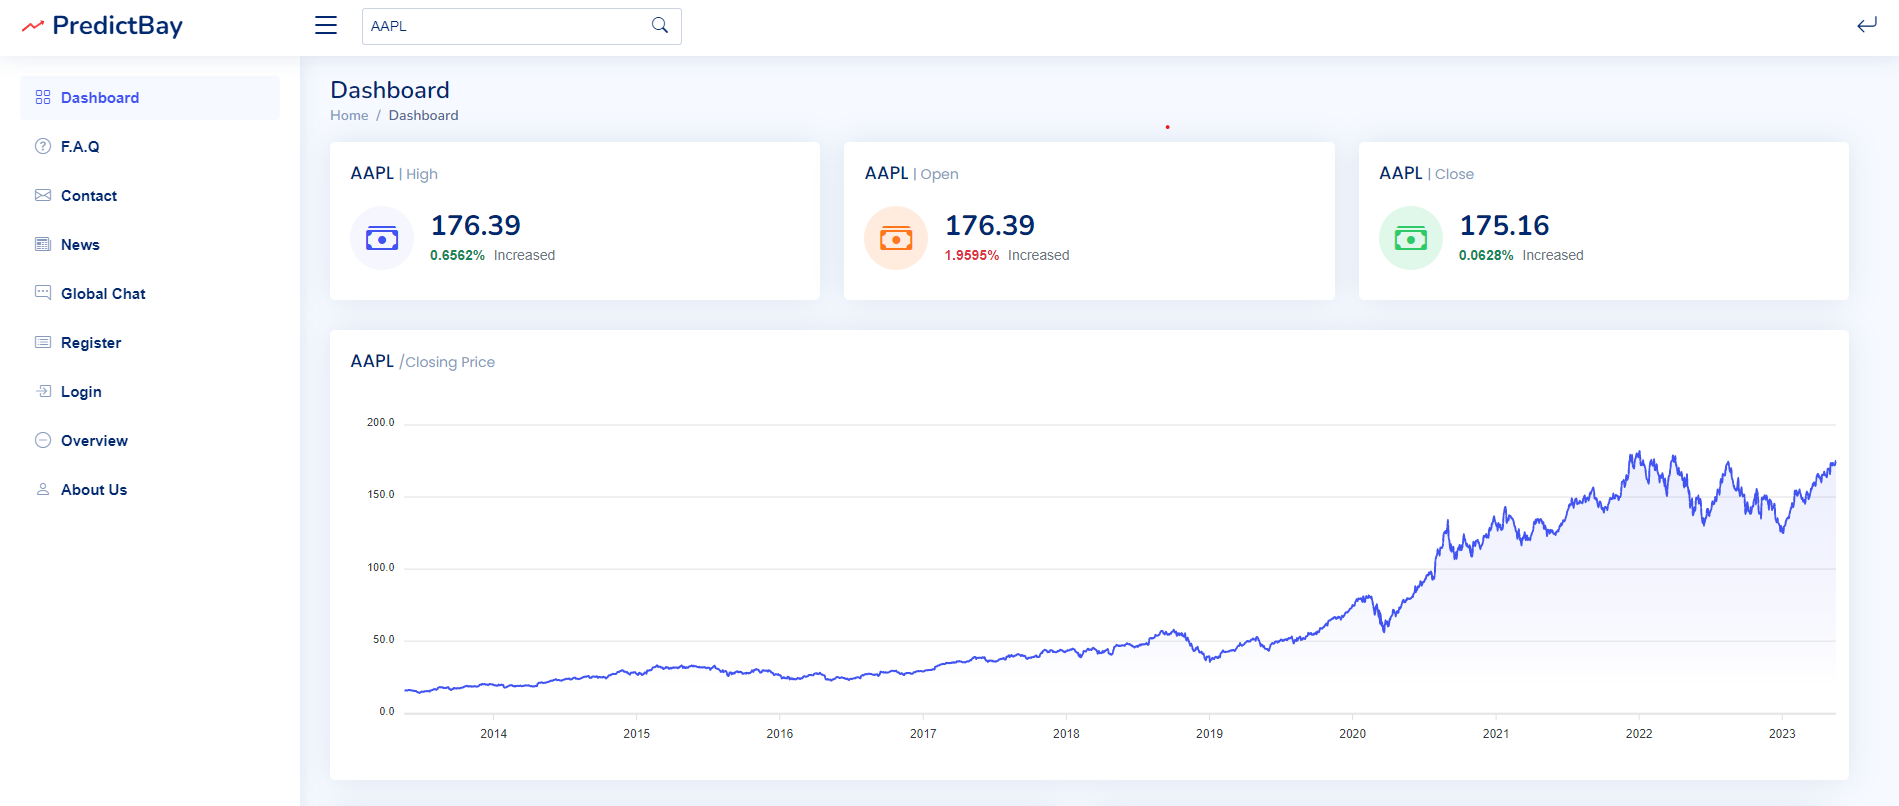 PredictBay
AAPL
Dashboard
F.A.Q
Contact
News
Global Chat
Register
Login
Overview
About Us
Dashboard
Home / Dashboard
AAPL | High
176.39
0.6562% Increased
AAPL | Open
176.39
1.9595% Increased
AAPL | Close
175.16
0.0628% Increased
AAPL /Closing Price
200.0
150.0
100.0
50.0
0.0
2014 2015 2016 2017 2018 2019 2020 2021 2022 2023